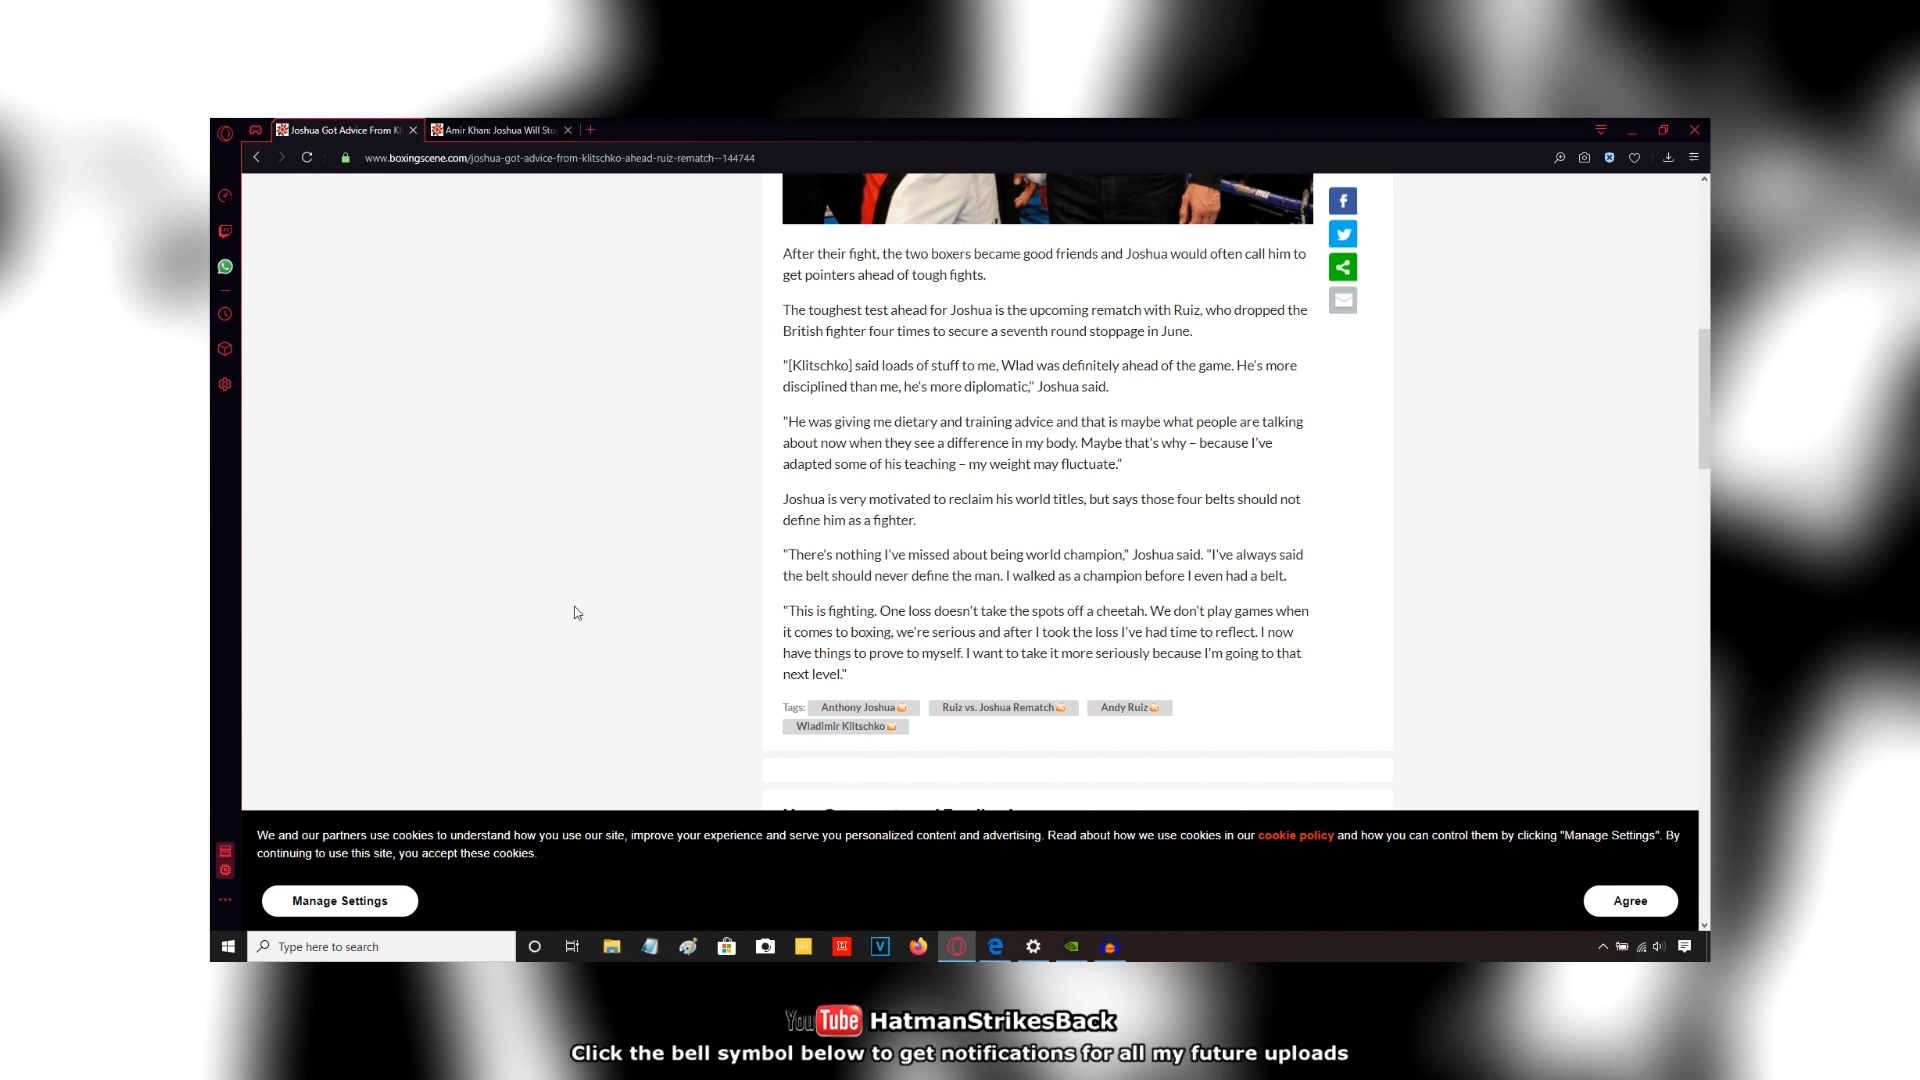 Joshua Got Advice From Kl
Amir Khan: Joshua Will Sto
www.boxingscene.com/joshua-got-advice-from-klitschko-ahead-ruiz-rematch--144744
After their fight, the two boxers became good friends and Joshua would often call him to
get pointers ahead of tough fights.
The toughest test ahead for Joshua is the upcoming rematch with Ruiz, who dropped the
British fighter four times to secure a seventh round stoppage in June.
"[Klitschko] said loads of stuff to me, Wlad was definitely ahead of the game. He's more
disciplined than me, he's more diplomatic," Joshua said.
"He was giving me dietary and training advice and that is maybe what people are talking
about now when they see a difference in my body. Maybe that's why – because I've
adapted some of his teaching – my weight may fluctuate."
Joshua is very motivated to reclaim his world titles, but says those four belts should not
define him as a fighter.
"There's nothing I've missed about being world champion," Joshua said. "I've always said
the belt should never define the man. I walked as a champion before I even had a belt.
"This is fighting. One loss doesn't take the spots off a cheetah. We don't play games when
it comes to boxing, we're serious and after I took the loss I've had time to reflect. I now
have things to prove to myself. I want to take it more seriously because I'm going to that
next level."
Tags: Anthony Joshua Ruiz vs. Joshua Rematch Andy Ruiz
Wladimir Klitschko
We and our partners use cookies to understand how you use our site, improve your experience and serve you personalized content and advertising. Read about how we use cookies in our cookie policy and how you can control them by clicking "Manage Settings". By
continuing to use this site, you accept these cookies.
Manage Settings
Agree
Type here to search
YouTube HatmanStrikesBack
Click the bell symbol below to get notifications for all my future uploads